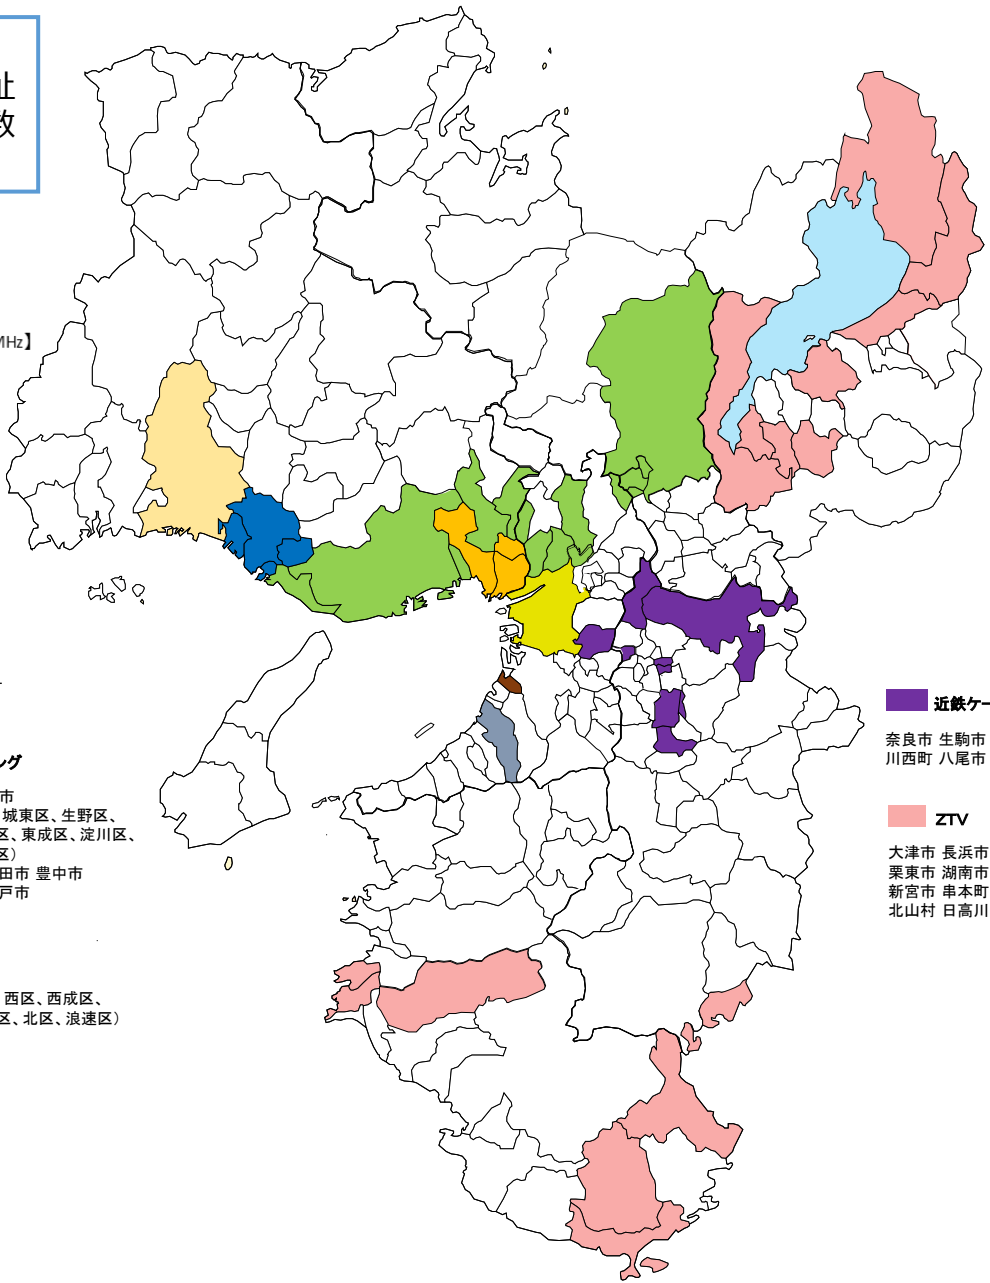 址
数
MHz】
ング
市
城東区、生野区、
区、東成区、淀川区、
区）
田市 豊中市
戸市
西区、西成区、
区、北区、浪速区）
近鉄ケー
奈良市 生駒市
川西町 八尾市
ZTV
大津市 長浜市
栗東市 湖南市
新宮市 串本町
北山村 日高川